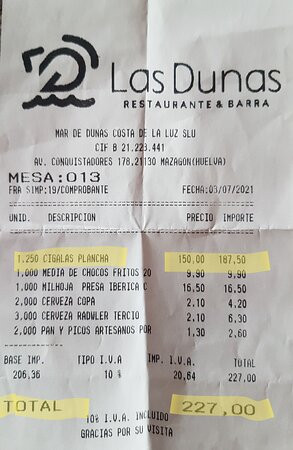 Las Dunas
RESTAURANTE & BARRA
MAR DE DUNAS COSTA DE LA LUZ SLU
CIF B 21.223.441
AV. CONQUISTADORES 178,21130 MAZAGON(HUELVA)
MESA:013
FRA SIMP:19/COMPROBANTE FECHA:03/07/2021
UNID. DESCRIPCION PRECIO IMPORTE
1.250 CIGALAS PLANCHA 150,00 187,50
1.000 MEDIA DE CHOCOS FRITOS 20 9.90 9,90
1.000 MILHOJA PRESA IBERICA C 16,50 16,50
2,000 CERVEZA COPA 2,10 4,20
3,000 CERVEZA RADWLER TERCIO 2,10 6,30
2,000 PAN Y PICOS ARTESANOS POR 1,30 2,60
BASE IMP. TIPO I.V.A IMP. I.V.A. TOTAL
206,36 10 % 20,64 227,00
TOTAL 227,00
10% I.V.A. INCLUIDO
GRACIAS POR SU VISITA